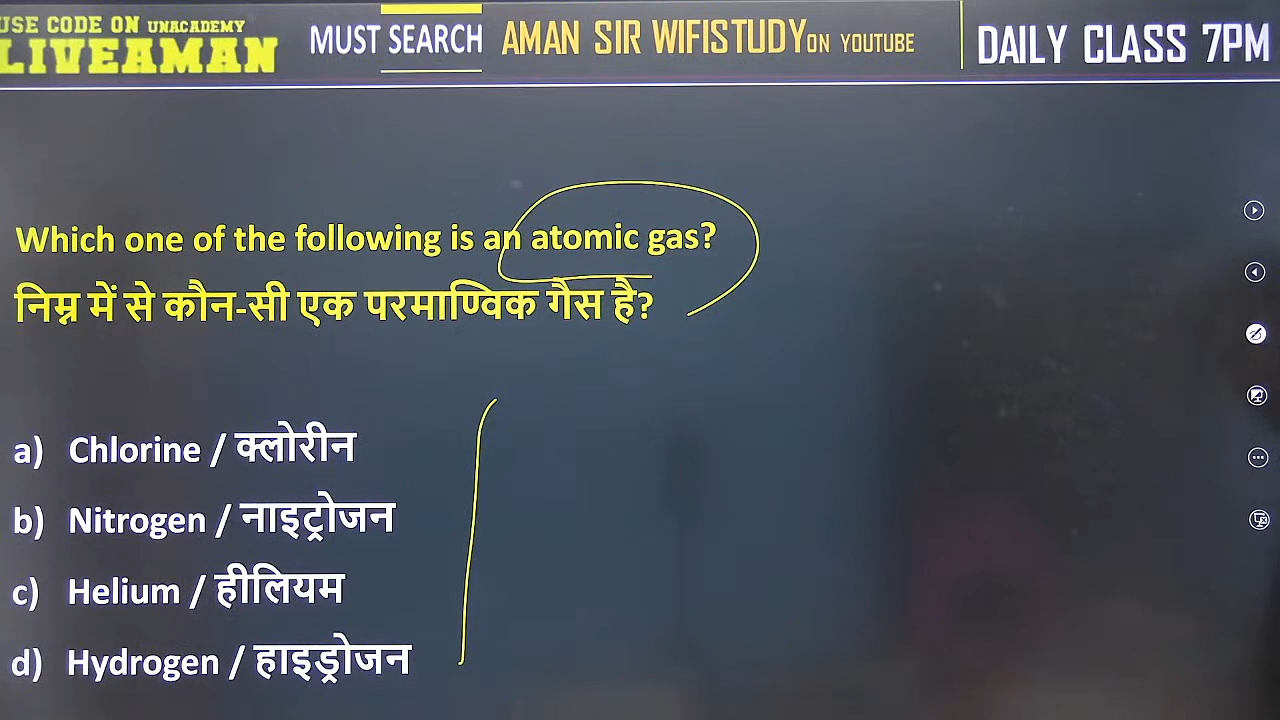 USE CODE ON UNACADEMY
LIVEAMAN
MUST SEARCH
AMAN SIR WIFISTUDY ON YOUTUBE
DAILY CLASS 7PM
Which one of the following is an atomic gas?
निम्न में से कौन-सी एक परमाण्विक गैस है?
a) Chlorine / क्लोरीन
b) Nitrogen / नाइट्रोजन
c) Helium / हीलियम
d) Hydrogen / हाइड्रोजन